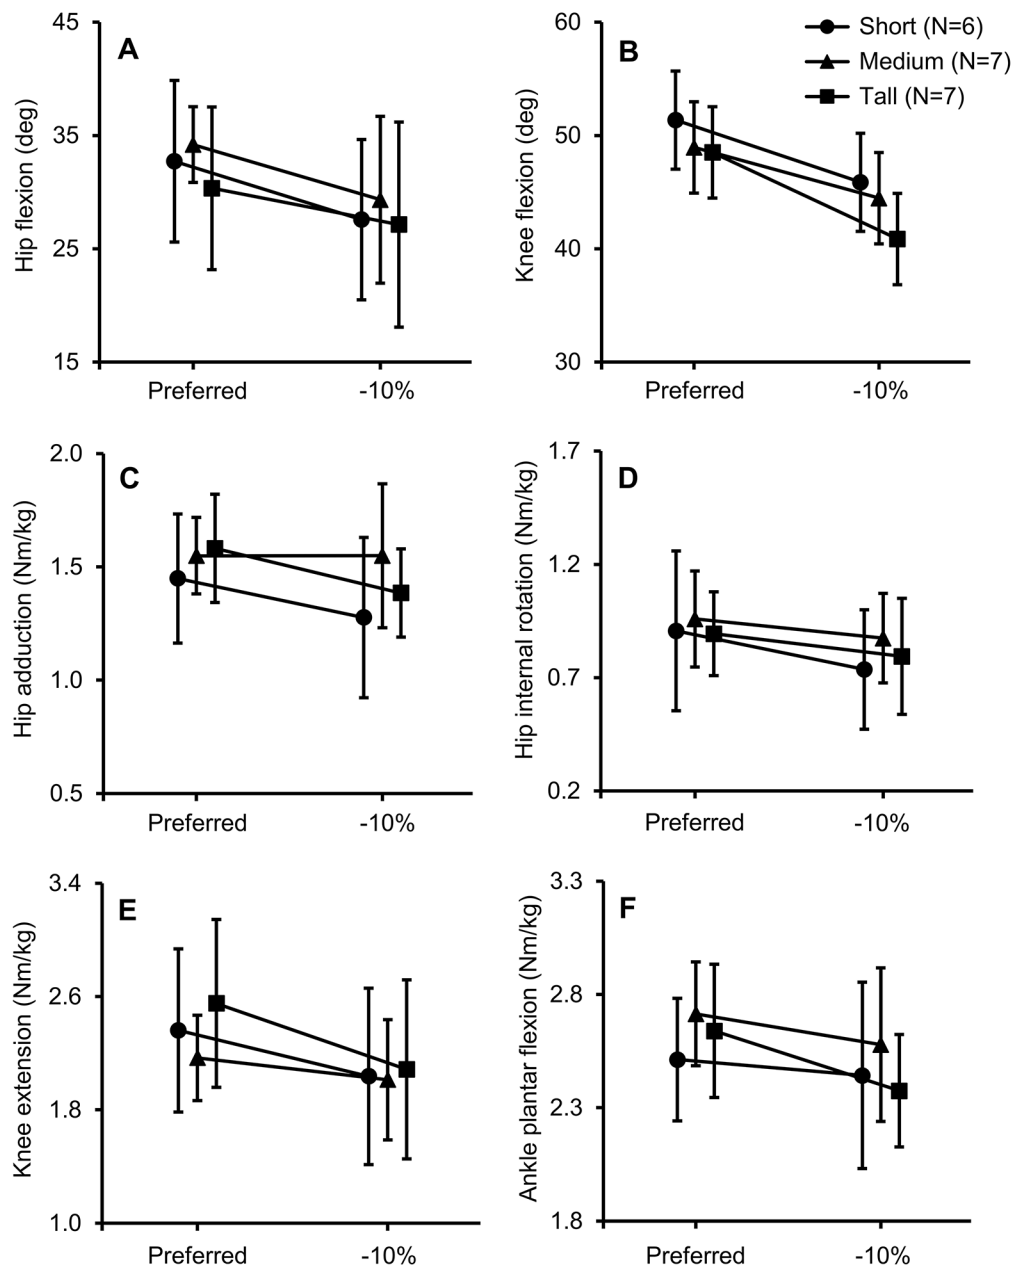 A
Hip flexion (deg)
45
35
25
15
Preferred -10%
B
Knee flexion (deg)
60
50
40
30
Preferred -10%
Short (N=6)
Medium (N=7)
Tall (N=7)
C
Hip adduction (Nm/kg)
2.0
1.5
1.0
0.5
Preferred -10%
D
Hip internal rotation (Nm/kg)
1.7
1.2
0.7
0.2
Preferred -10%
E
Knee extension (Nm/kg)
3.4
2.6
1.8
1.0
Preferred -10%
F
Ankle plantar flexion (Nm/kg)
3.3
2.8
2.3
1.8
Preferred -10%